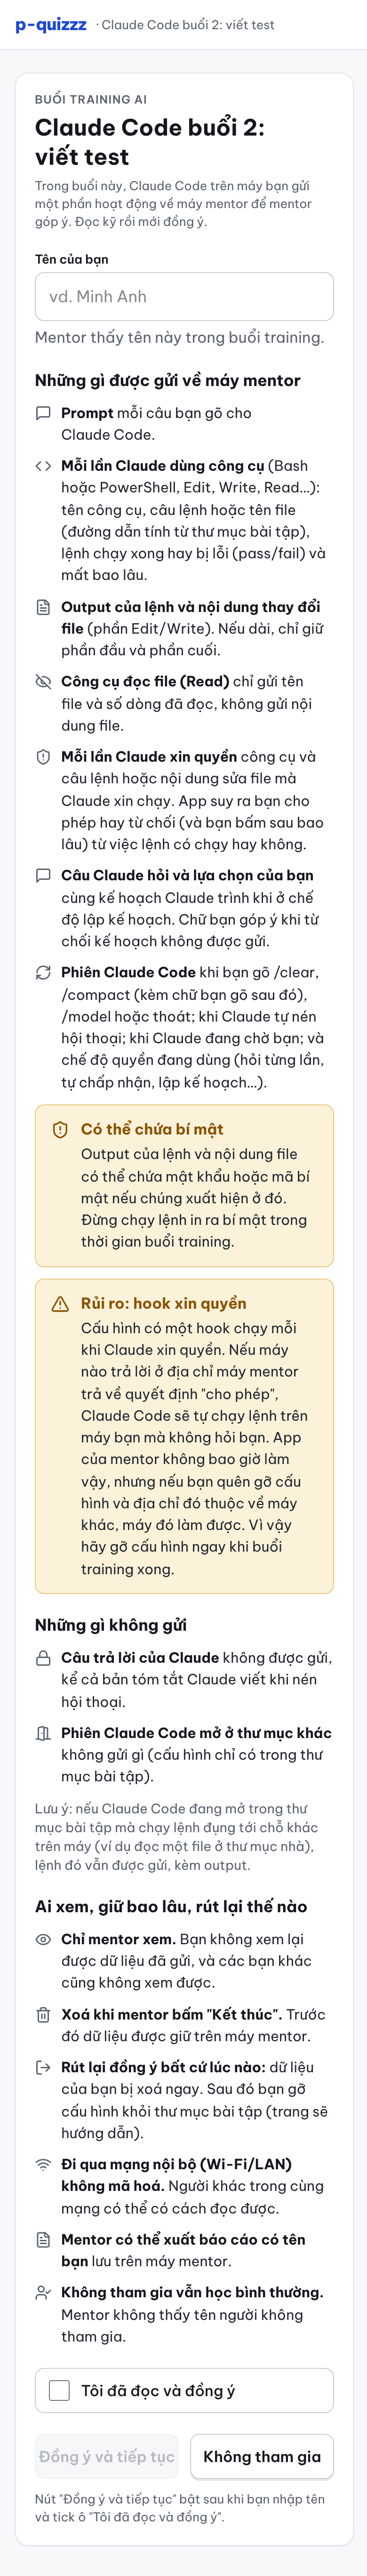 p-quizzz · Claude Code buổi 2: viết test
BUỔI TRAINING AI
Claude Code buổi 2:
viết test
Trong buổi này, Claude Code trên máy bạn gửi
một phần hoạt động về máy mentor để mentor
góp ý. Đọc kỹ rồi mới đồng ý.
Tên của bạn
vd. Minh Anh
Mentor thấy tên này trong buổi training.
Những gì được gửi về máy mentor
Prompt mỗi câu bạn gõ cho
Claude Code.
Mỗi lần Claude dùng công cụ (Bash
hoặc PowerShell, Edit, Write, Read...):
tên công cụ, câu lệnh hoặc tên file
(đường dẫn tính từ thư mục bài tập),
lệnh chạy xong hay bị lỗi (pass/fail) và
mất bao lâu.
Output của lệnh và nội dung thay đổi
file (phần Edit/Write). Nếu dài, chỉ giữ
phần đầu và phần cuối.
Công cụ đọc file (Read) chỉ gửi tên
file và số dòng đã đọc, không gửi nội
dung file.
Mỗi lần Claude xin quyền công cụ và
câu lệnh hoặc nội dung sửa file mà
Claude xin chạy. App suy ra bạn cho
phép hay từ chối (và bạn bấm sau bao
lâu) từ việc lệnh có chạy hay không.
Câu Claude hỏi và lựa chọn của bạn
cùng kế hoạch Claude trình khi ở chế
độ lập kế hoạch. Chữ bạn góp ý khi từ
chối kế hoạch không được gửi.
Phiên Claude Code khi bạn gõ /clear,
/compact (kèm chữ bạn gõ sau đó),
/model hoặc thoát; khi Claude tự nén
hội thoại; khi Claude đang chờ bạn; và
chế độ quyền đang dùng (hỏi từng lần,
tự chấp nhận, lập kế hoạch...).
Có thể chứa bí mật
Output của lệnh và nội dung file
có thể chứa mật khẩu hoặc mã bí
mật nếu chúng xuất hiện ở đó.
Đừng chạy lệnh in ra bí mật trong
thời gian buổi training.
Rủi ro: hook xin quyền
Cấu hình có một hook chạy mỗi
khi Claude xin quyền. Nếu máy
nào trả lời ở địa chỉ máy mentor
trả về quyết định "cho phép",
Claude Code sẽ tự chạy lệnh trên
máy bạn mà không hỏi bạn. App
của mentor không bao giờ làm
vậy, nhưng nếu bạn quên gỡ cấu
hình và địa chỉ đó thuộc về máy
khác, máy đó làm được. Vì vậy
hãy gỡ cấu hình ngay khi buổi
training xong.
Những gì không gửi
Câu trả lời của Claude không được gửi,
kể cả bản tóm tắt Claude viết khi nén
hội thoại.
Phiên Claude Code mở ở thư mục khác
không gửi gì (cấu hình chỉ có trong thư
mục bài tập).
Lưu ý: nếu Claude Code đang mở trong thư
mục bài tập mà chạy lệnh đụng tới chỗ khác
trên máy (ví dụ đọc một file ở thư mục nhà),
lệnh đó vẫn được gửi, kèm output.
Ai xem, giữ bao lâu, rút lại thế nào
Chỉ mentor xem. Bạn không xem lại
được dữ liệu đã gửi, và các bạn khác
cũng không xem được.
Xoá khi mentor bấm "Kết thúc". Trước
đó dữ liệu được giữ trên máy mentor.
Rút lại đồng ý bất cứ lúc nào: dữ liệu
của bạn bị xoá ngay. Sau đó bạn gỡ
cấu hình khỏi thư mục bài tập (trang sẽ
hướng dẫn).
Đi qua mạng nội bộ (Wi-Fi/LAN)
không mã hoá. Người khác trong cùng
mạng có thể có cách đọc được.
Mentor có thể xuất báo cáo có tên
bạn lưu trên máy mentor.
Không tham gia vẫn học bình thường.
Mentor không thấy tên người không
tham gia.
Tôi đã đọc và đồng ý
Đồng ý và tiếp tục Không tham gia
Nút "Đồng ý và tiếp tục" bật sau khi bạn nhập tên
và tick ô "Tôi đã đọc và đồng ý".